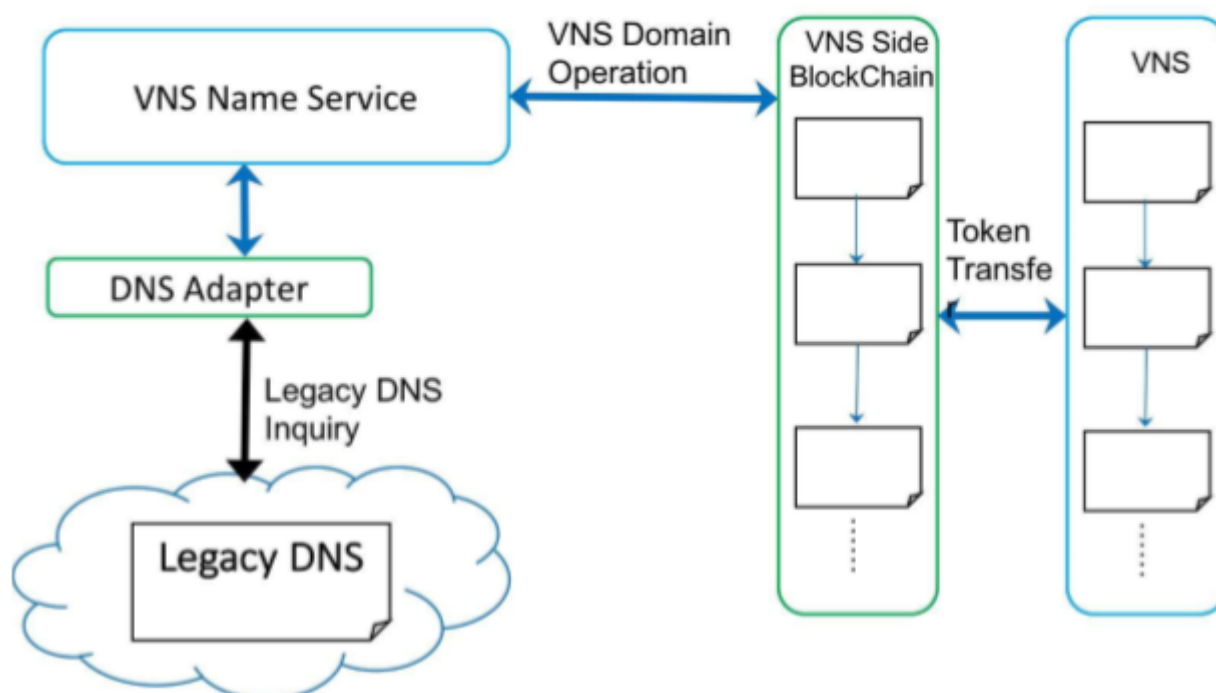 VNS Name Service
VNS Domain
Operation
VNS Side
BlockChain
VNS
DNS Adapter
Token
Transfe
r
Legacy DNS
Inquiry
Legacy DNS